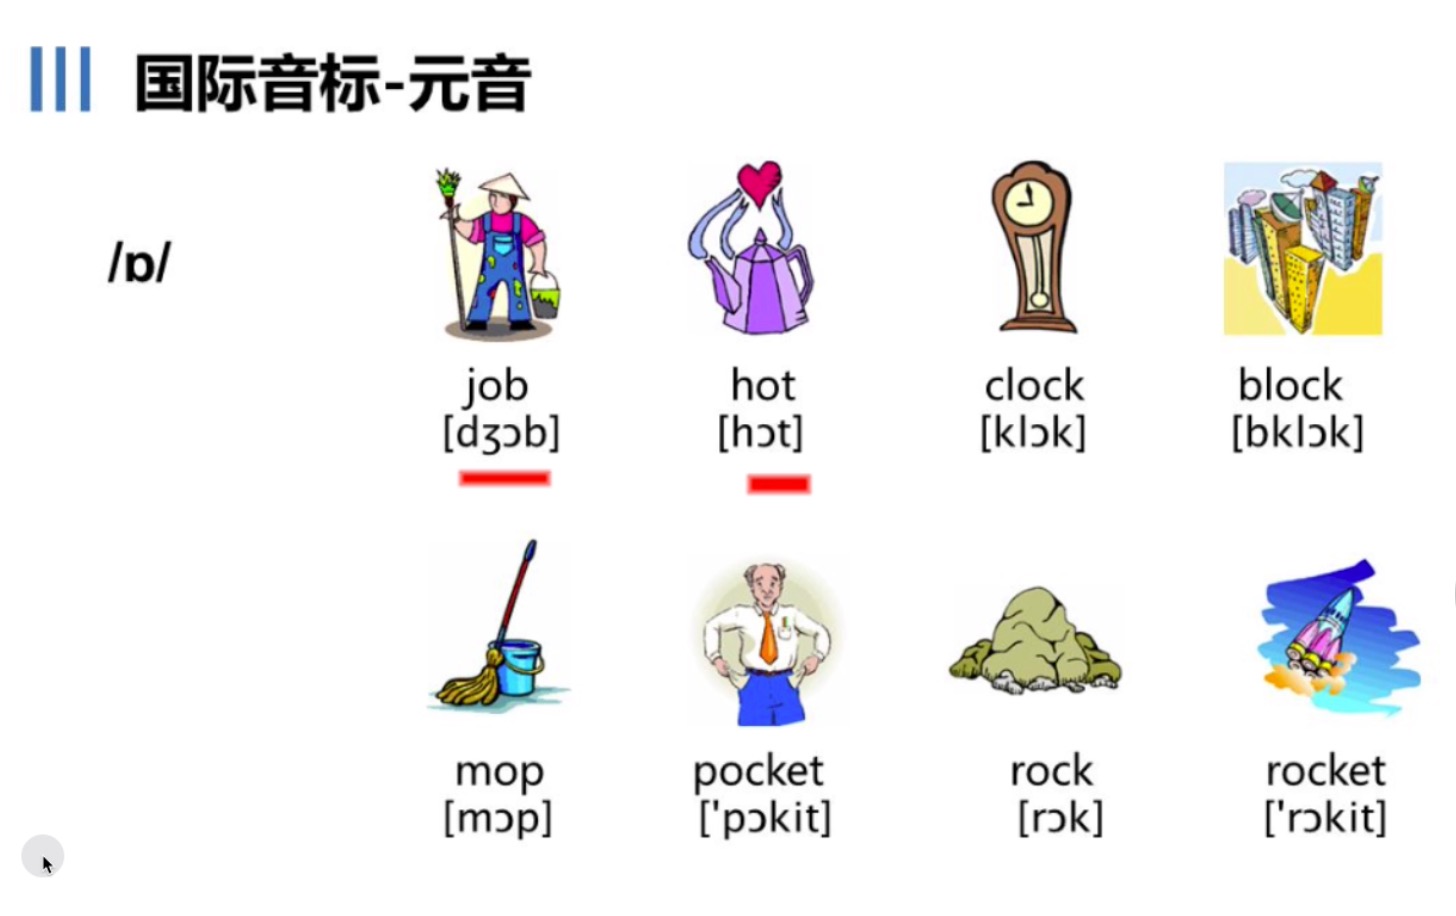 国际音标-元音
/ɒ/
job hot clock block
[dʒɔb] [hɔt] [klɔk] [bklɔk]
mop pocket rock rocket
[mɔp] ['pɔkit] [rɔk] ['rɔkit]